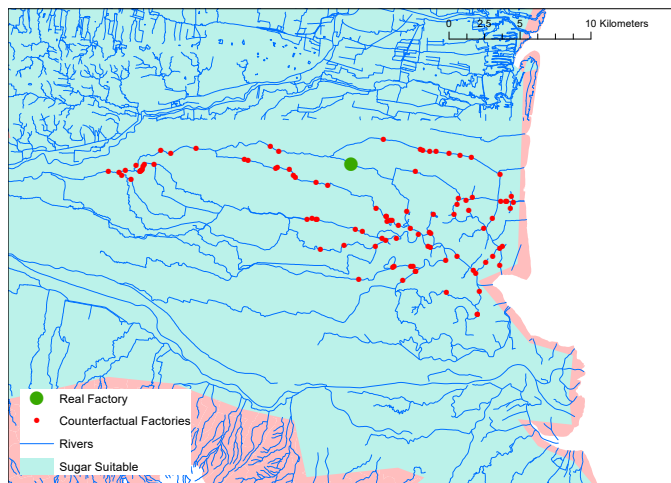 0 2.5 5 10 Kilometers
Real Factory
Counterfactual Factories
Rivers
Sugar Suitable